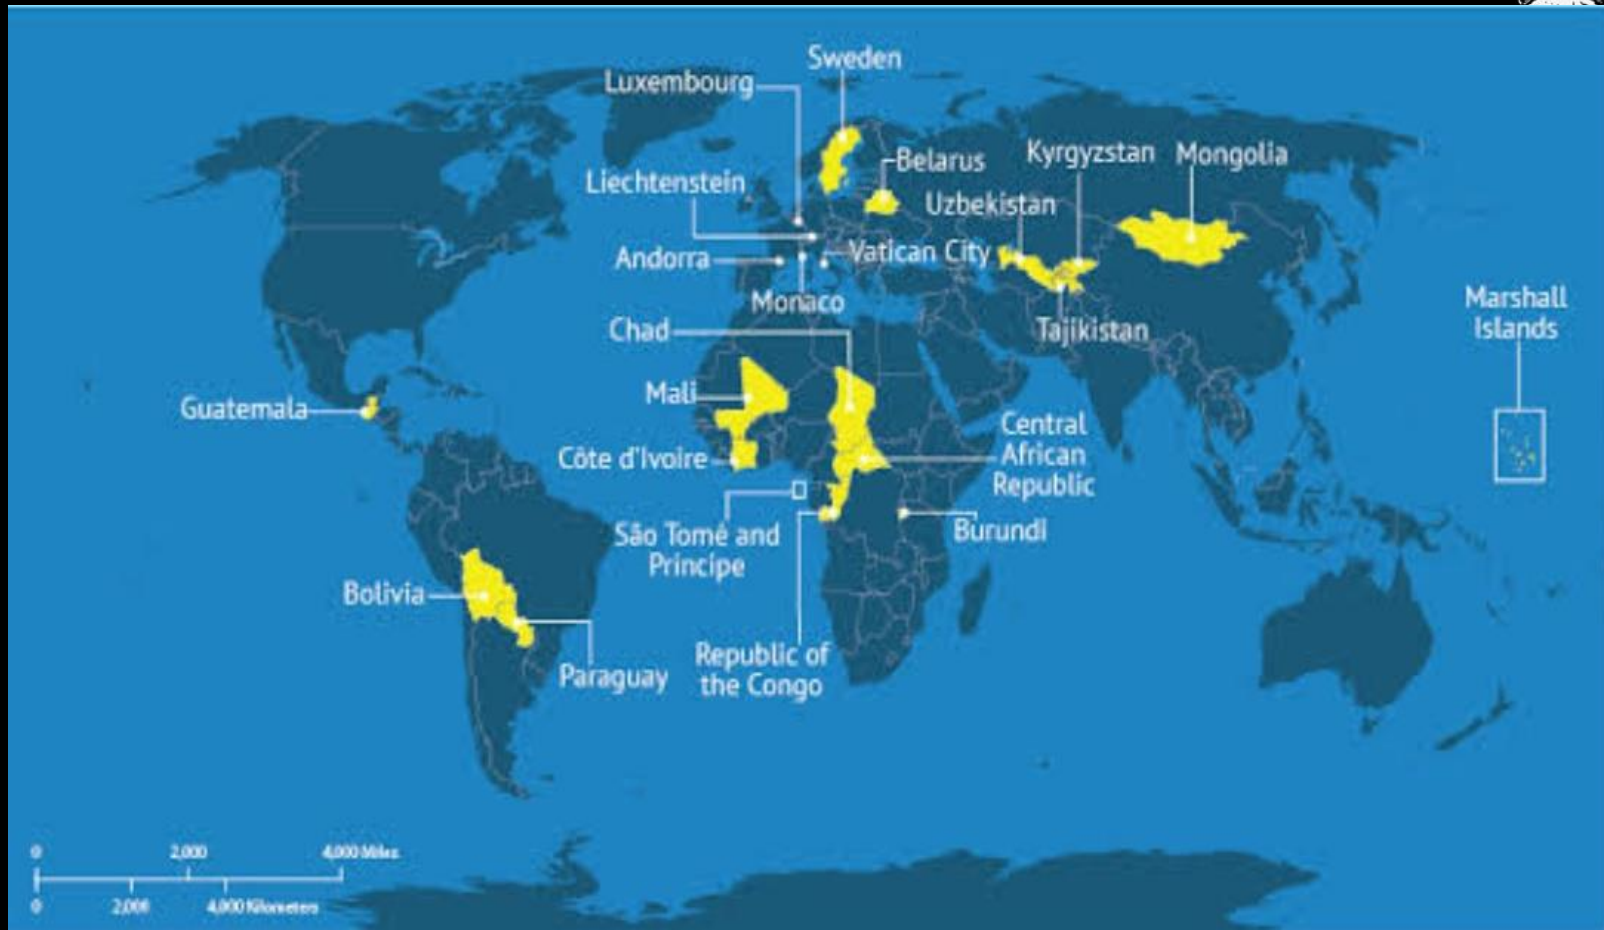 Sweden
Luxembourg
Belarus
Kyrgyzstan
Mongolia
Liechtenstein
Uzbekistan
Andorra
Vatican City
Monaco
Marshall
Islands
Chad
Tajikistan
Mali
Guatemala
Central
African
Republic
Côte d'Ivoire
São Tomé and
Príncipe
Burundi
Bolivia
Republic of
the Congo
Paraguay
0 2,000 4,000 Miles
0 2,000 4,000 Kilometers